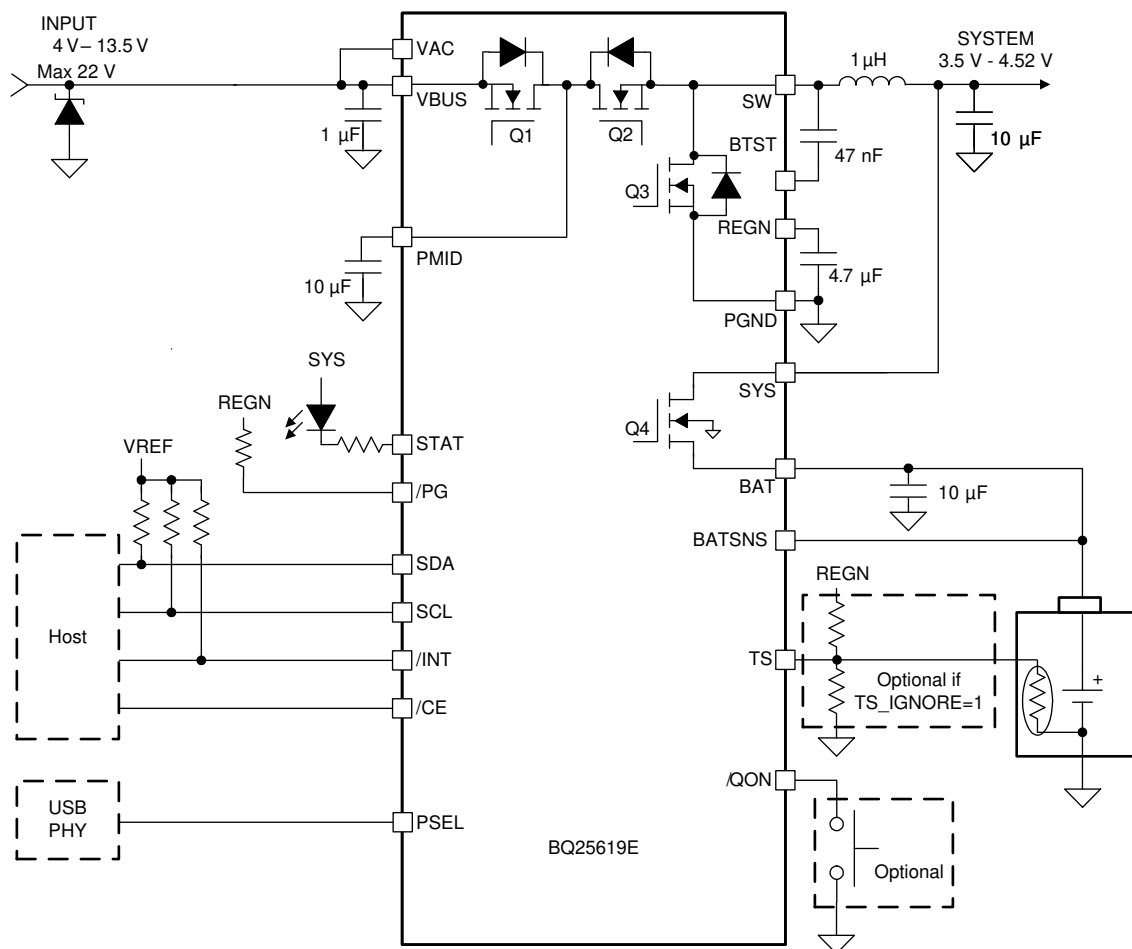 INPUT
4 V – 13.5 V
Max 22 V
VAC
VBUS
1 µF
Q1
Q2
SW
1 µH
SYSTEM
3.5 V - 4.52 V
10 µF
BTST
47 nF
Q3
REGN
4.7 µF
PGND
PMID
10 µF
SYS
SYS
REGN
VREF
STAT
/PG
Q4
BAT
10 µF
BATSNS
Host
SDA
SCL
/INT
/CE
REGN
TS
Optional if
TS_IGNORE=1
+
/QON
USB
PHY
PSEL
BQ25619E
Optional